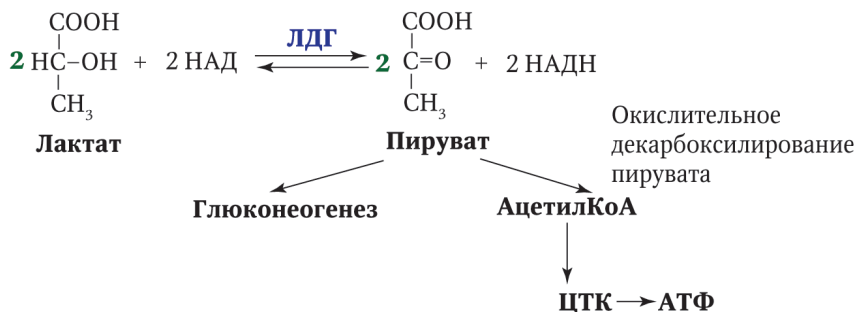 COOH COOH
2 HC–OH + 2 НАД ЛДГ 2 C=O + 2 НАДН
CH3 CH3
Лактат Пируват
Окислительное
декарбоксилирование
пирувата
Глюконеогенез АцетилКоА
ЦТК АТФ